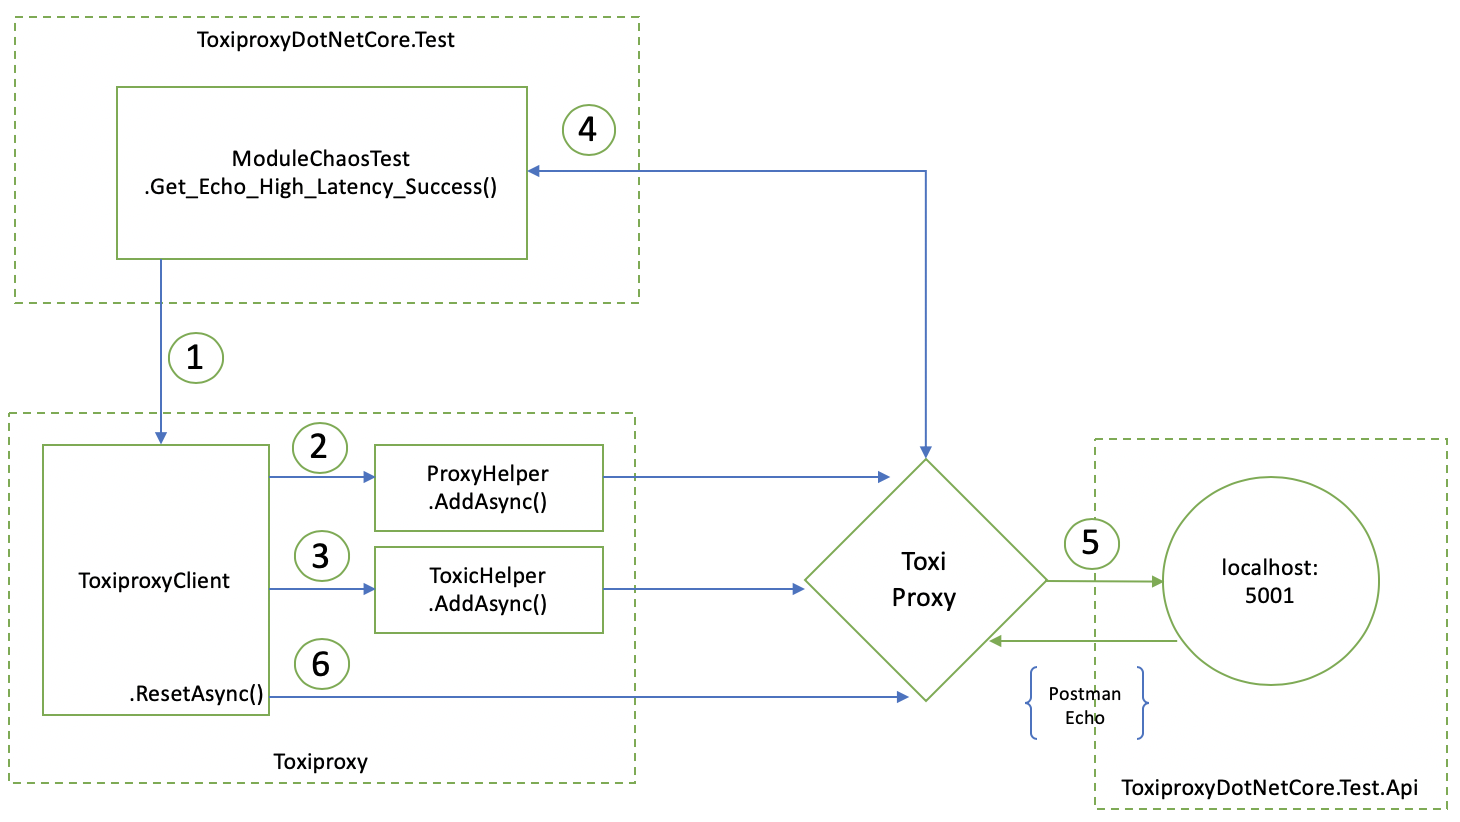 ToxiproxyDotNetCore.Test
ModuleChaosTest
.Get_Echo_High_Latency_Success()
4
1
2
ProxyHelper
.AddAsync()
3
ToxicHelper
.AddAsync()
ToxiproxyClient
6
.ResetAsync()
Toxiproxy
Toxi
Proxy
5
localhost:
5001
{ Postman
Echo }
ToxiproxyDotNetCore.Test.Api